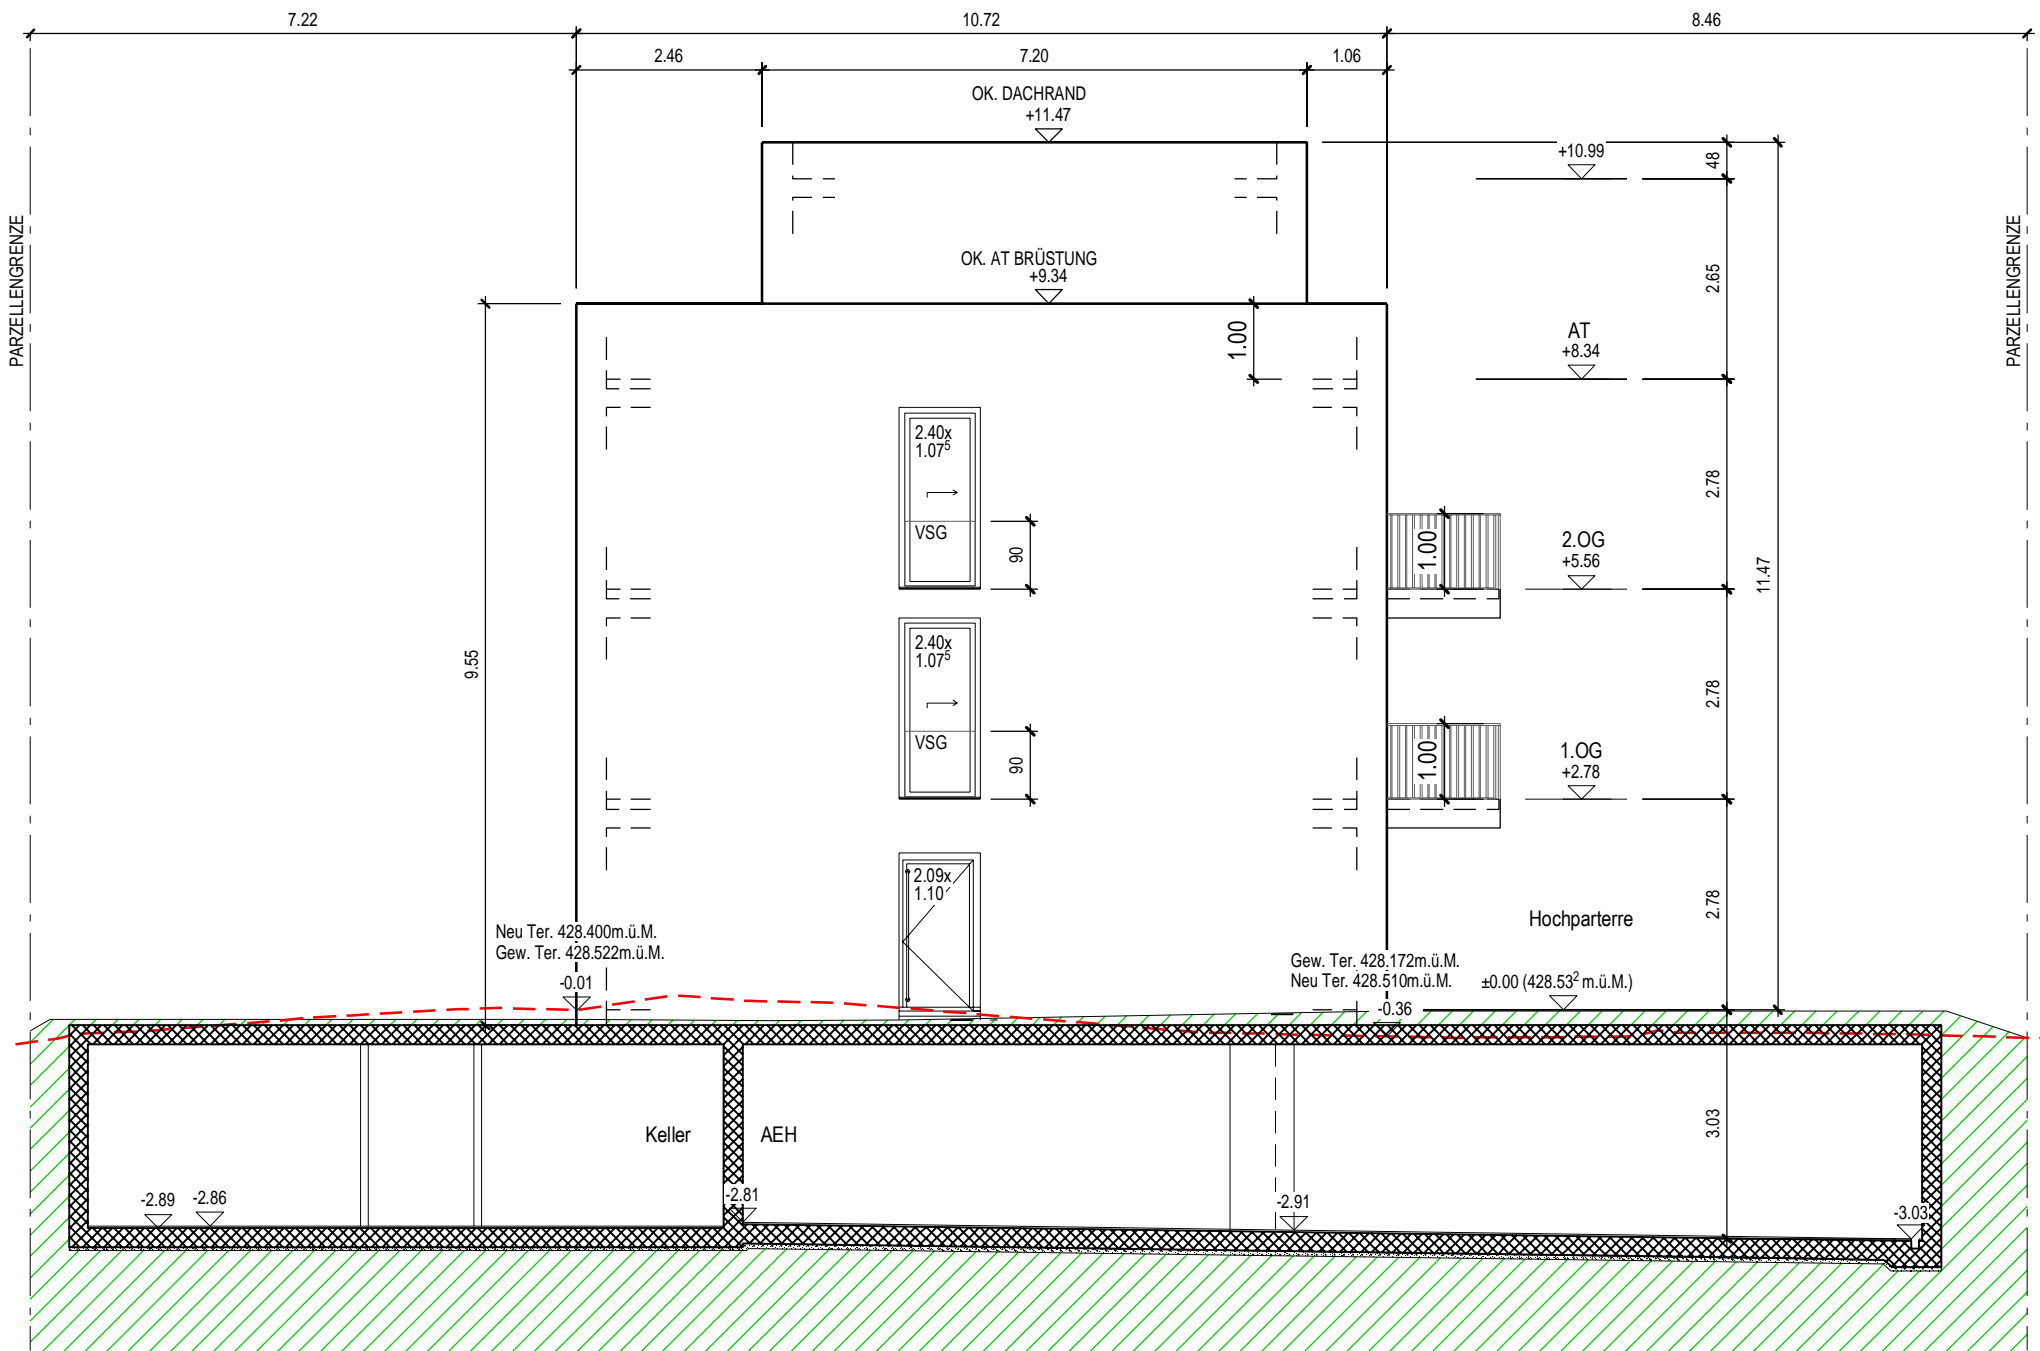 7.22
10.72
8.46
2.46
7.20
1.06
OK. DACHRAND
+11.47
+10.99
48
PARZELLENGRENZE
PARZELLENGRENZE
OK. AT BRÜSTUNG
+9.34
2.65
1.00
AT
+8.34
2.40x
1.07⁵
VSG
90
2.78
1.00
2.OG
+5.56
11.47
9.55
2.40x
1.07⁵
VSG
90
2.78
1.00
1.OG
+2.78
2.09x
1.10
2.78
Hochparterre
Neu Ter. 428.400m.ü.M.
Gew. Ter. 428.522m.ü.M.
-0.01
Gew. Ter. 428.172m.ü.M.
Neu Ter. 428.510m.ü.M.
-0.36
±0.00 (428.53² m.ü.M.)
Keller
AEH
3.03
-2.89
-2.86
-2.81
-2.91
-3.03